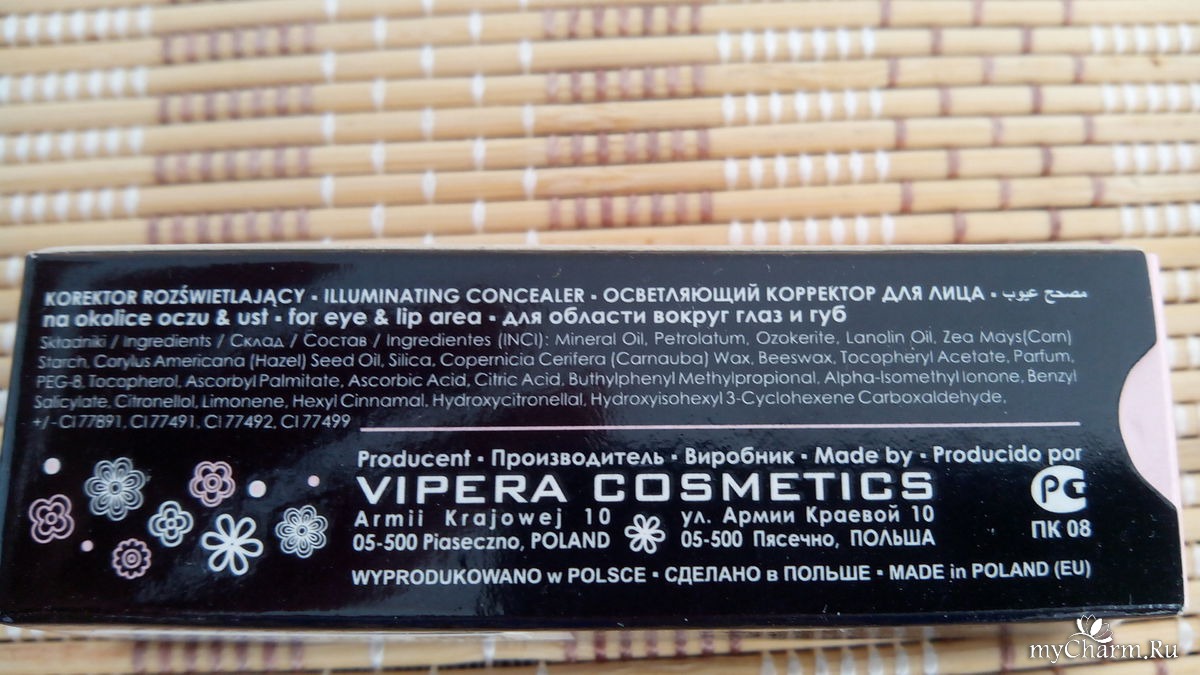 KOREKTOR ROZŚWIETLAJĄCY ▪ ILLUMINATING CONCEALER ▪ ОСВЕТЛЯЮЩИЙ КОРРЕКТОР ДЛЯ ЛИЦА ▪ مصحح عيوب
na okolice oczu & ust ▪ for eye & lip area ▪ для области вокруг глаз и губ
Składniki / Ingredients / Склад / Состав / Ingredientes (INCI): Mineral Oil, Petrolatum, Ozokerite, Lanolin Oil, Zea Mays(Corn)
Starch, Corylus Americana (Hazel) Seed Oil, Silica, Copernicia Cerifera (Carnauba) Wax, Beeswax, Tocopheryl Acetate, Parfum,
PEG-8, Tocopherol, Ascorbyl Palmitate, Ascorbic Acid, Citric Acid, Buthylphenyl Methylpropional, Alpha-Isomethyl Ionone, Benzyl
Salicylate, Citronellol, Limonene, Hexyl Cinnamal, Hydroxycitronellal, Hydroxyisohexyl 3-Cyclohexene Carboxaldehyde,
+/- CI 77891, CI 77491, CI 77492, CI 77499
Producent ▪ Производитель ▪ Виробник ▪ Made by ▪ Producido por
VIPERA COSMETICS
Armii Krajowej 10 ул. Армии Краевой 10
05-500 Piaseczno, POLAND 05-500 Пясечно, ПОЛЬША
WYPRODUKOWANO w POLSCE ▪ СДЕЛАНО в ПОЛЬШЕ ▪ MADE in POLAND (EU)
РСТ
ПК 08
myCharm.Ru